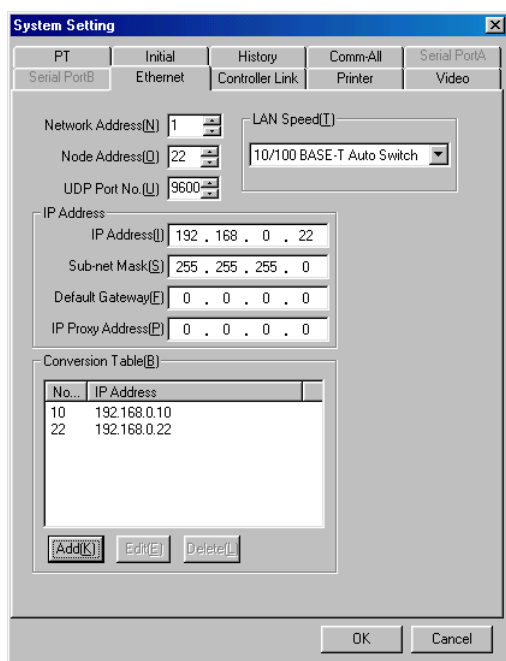 System Setting
PT Initial History Comm-All Serial PortA
Serial PortB Ethernet Controller Link Printer Video
Network Address(N) 1
Node Address(O) 22
UDP Port No.(U) 9600
LAN Speed(T)
10/100 BASE-T Auto Switch
IP Address
IP Address(I) 192 . 168 . 0 . 22
Sub-net Mask(S) 255 . 255 . 255 . 0
Default Gateway(F) 0 . 0 . 0 . 0
IP Proxy Address(P) 0 . 0 . 0 . 0
Conversion Table(B)
No... IP Address
10 192.168.0.10
22 192.168.0.22
Add(K) Edit(E) Delete(L)
OK Cancel